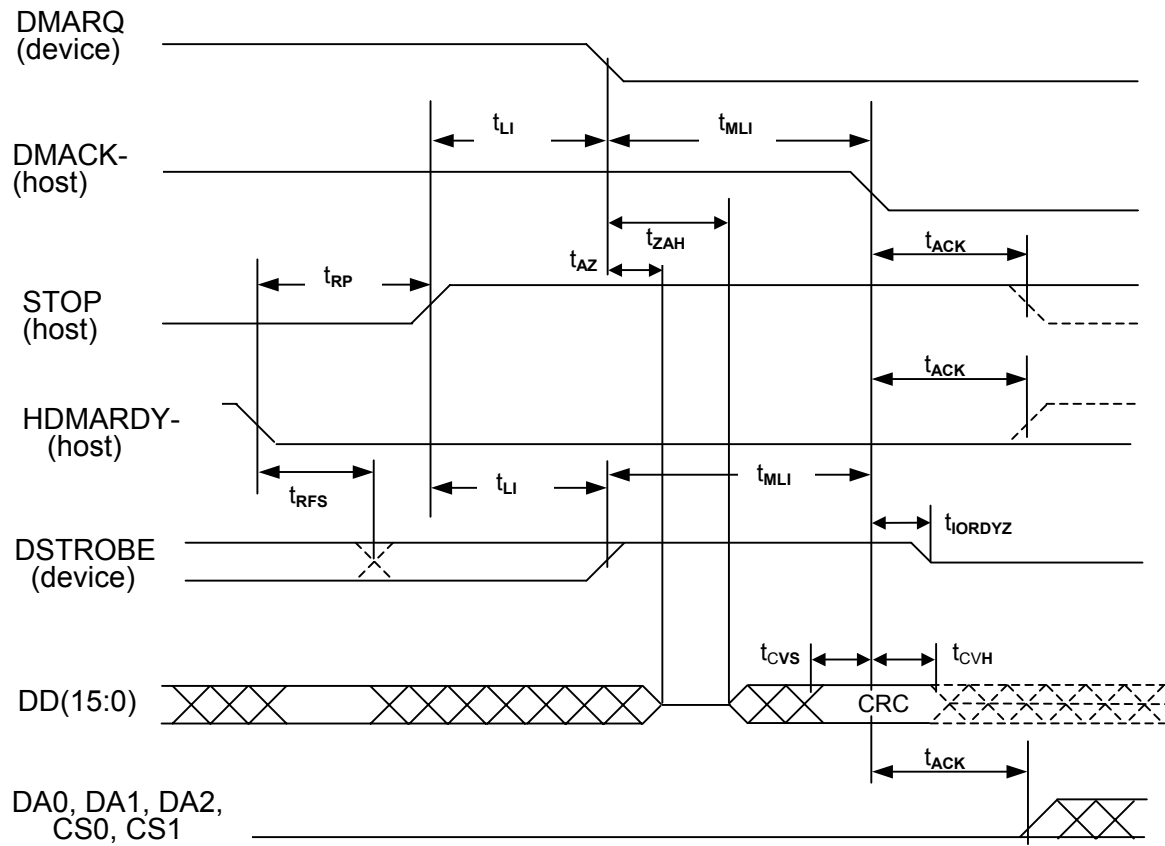 DMARQ
(device)
tLI
tMLI
DMACK-
(host)
tZAH
tACK
tAZ
tRP
STOP
(host)
tACK
HDMARDY-
(host)
tRFS
tLI
tMLI
tIORDYZ
DSTROBE
(device)
tCVS
tCVH
DD(15:0)
CRC
tACK
DA0, DA1, DA2,
CS0, CS1